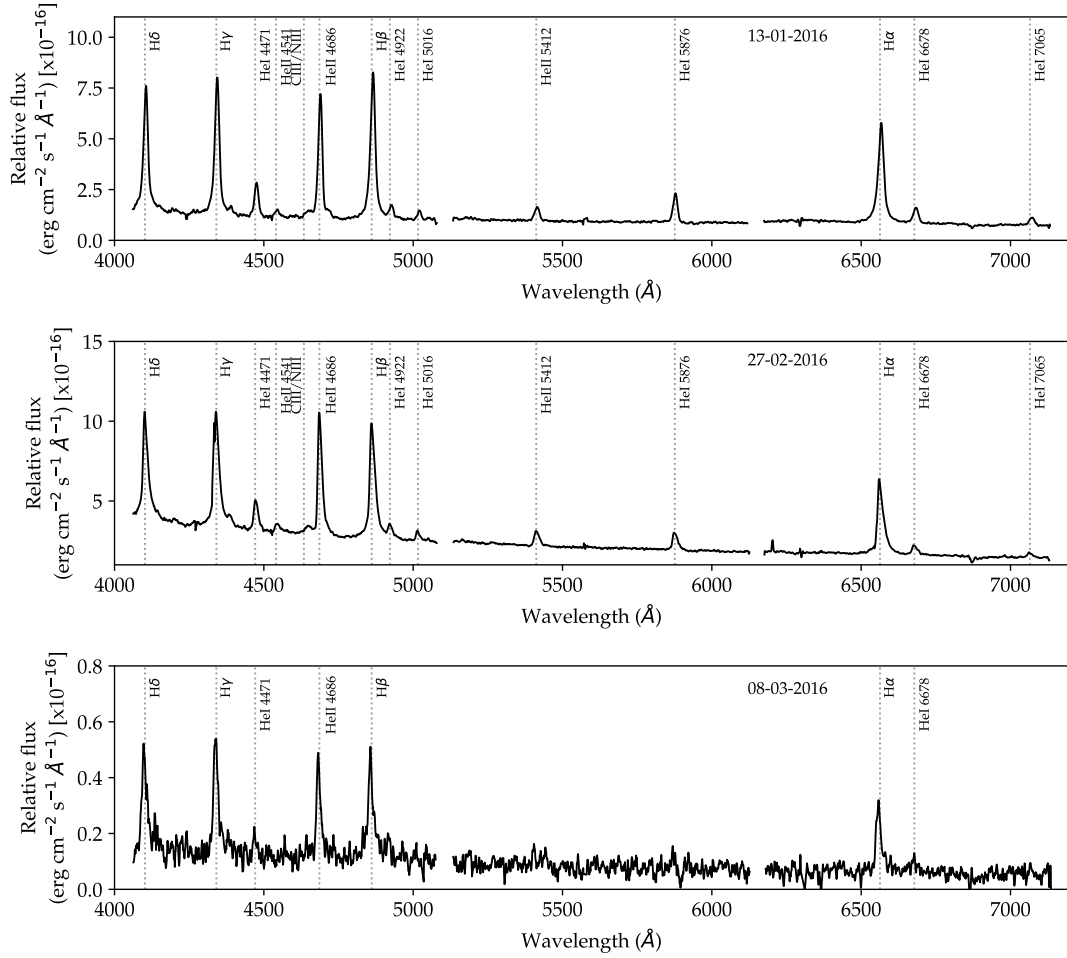 10.0
7.5
5.0
2.5
0.0
Relative flux
(erg cm⁻² s⁻¹ Å⁻¹) [x10⁻¹⁶]
Hδ
Hγ
HeI 4471
HeII 4541
CIII/NIII
HeII 4686
Hβ
HeI 4922
HeI 5016
HeII 5412
HeI 5876
13-01-2016
Hα
HeI 6678
HeI 7065
4000 4500 5000 5500 6000 6500 7000
Wavelength (Å)
15
10
5
Relative flux
(erg cm⁻² s⁻¹ Å⁻¹) [x10⁻¹⁶]
Hδ
Hγ
HeI 4471
HeII 4541
CIII/NIII
HeII 4686
Hβ
HeI 4922
HeI 5016
HeII 5412
HeI 5876
27-02-2016
Hα
HeI 6678
HeI 7065
4000 4500 5000 5500 6000 6500 7000
Wavelength (Å)
0.8
0.6
0.4
0.2
0.0
Relative flux
(erg cm⁻² s⁻¹ Å⁻¹) [x10⁻¹⁶]
Hδ
Hγ
HeI 4471
HeII 4686
Hβ
08-03-2016
Hα
HeI 6678
4000 4500 5000 5500 6000 6500 7000
Wavelength (Å)